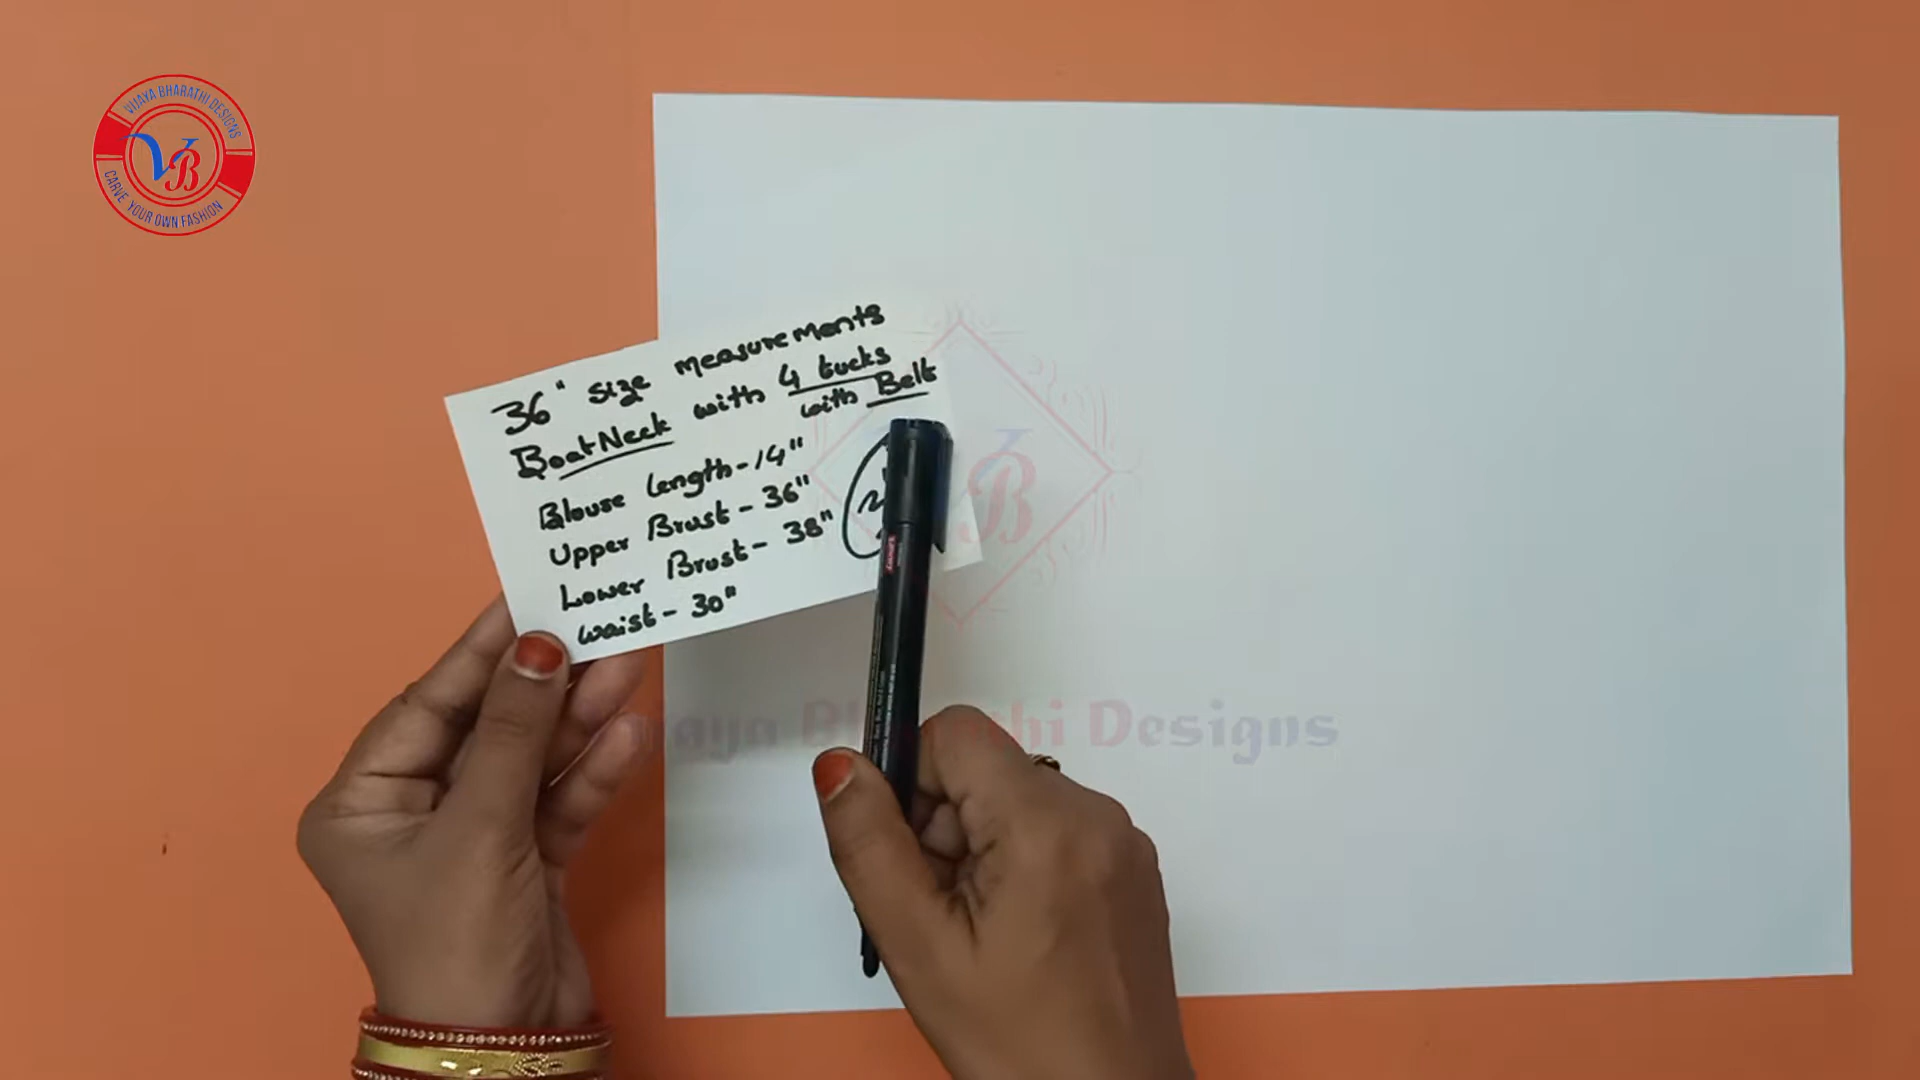 VIJAYA BHARATHI DESIGNS
VB
CARVE YOUR OWN FASHION
36" size measurements
BoatNeck with 4 tucks
with Belt
Blouse Length - 14"
Upper Brust - 36"
Lower Brust - 38"
waist - 30"
B
Designs